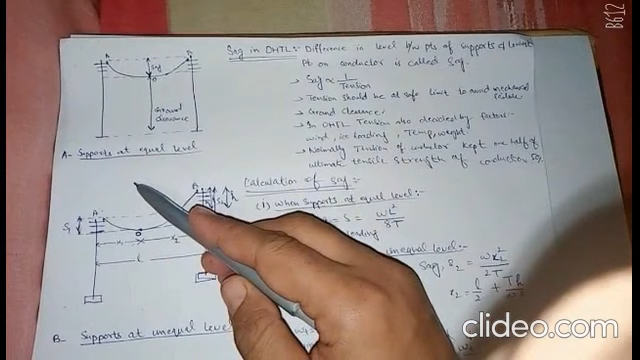 Sag in OHTL:- Difference in level b/w pts of supports & lowest
pt on conductor is called Sag.
→ Sag ∝ 1/Tension
→ Tension should be at safe limit to avoid mechanical
failure
→ Ground clearance
→ In OHTL Tension also decided by factors:-
wind, ice loading, Temp, weight
→ Normally Tension of conductor kept one half of
ultimate tensile strength of conductor
A
B
Sag
O
Ground
clearance
A- Supports at equal level
Calculation of Sag:-
(i) When supports at equal level:-
= S = wL²/8T
loading
unequal level:-
Sag, S₂ = wx₂²/2T
x₂ = l/2 + Th
A
B
S₁
h
O
x₁
x₂
l
B- Supports at unequal level
clideo.com
B612